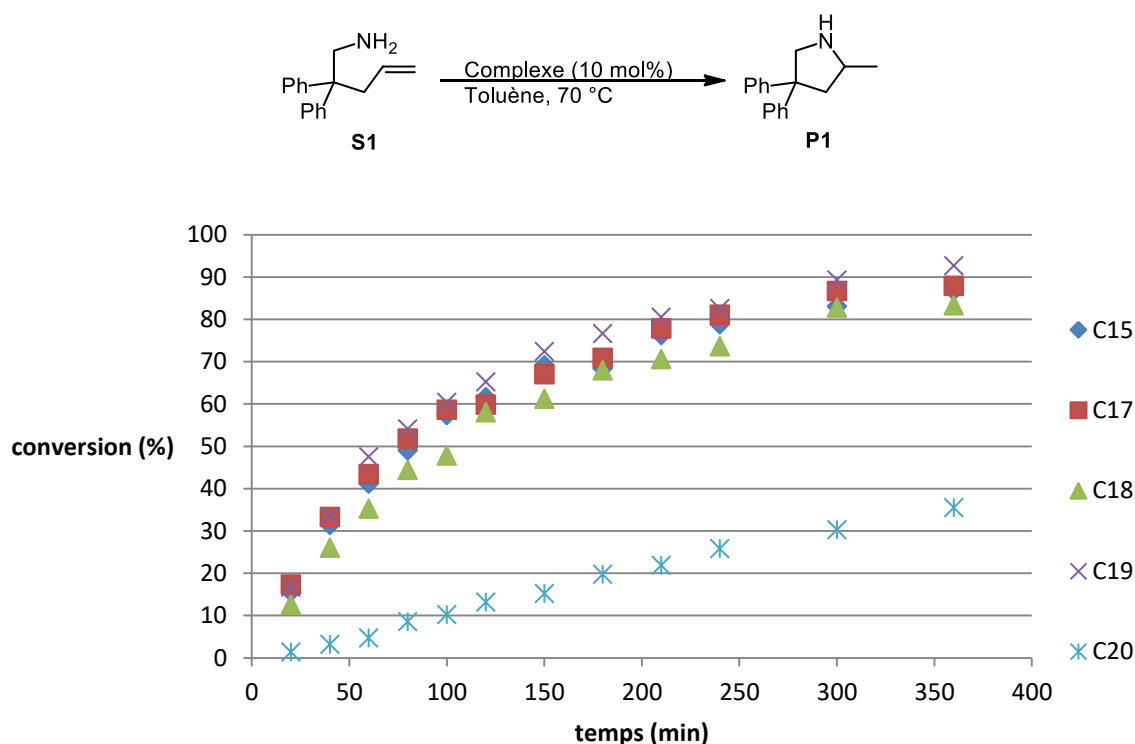 NH2
Ph
Ph
S1
Complexe (10 mol%)
Toluène, 70 °C
H
N
Ph
Ph
P1
100
90
80
70
60
50
40
30
20
10
0
conversion (%)
0 50 100 150 200 250 300 350 400
temps (min)
C15
C17
C18
C19
C20